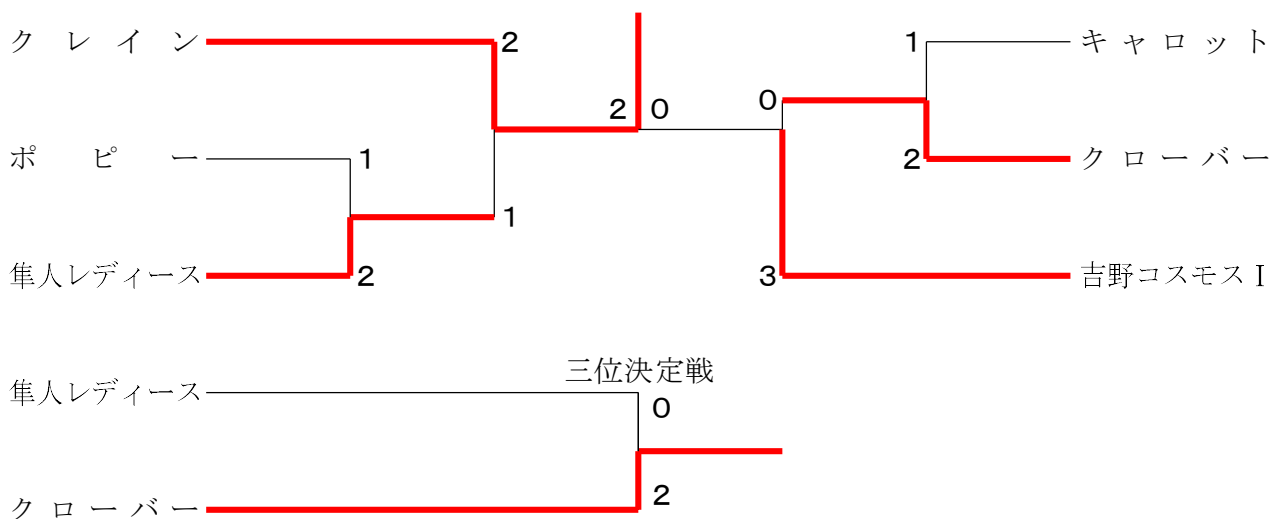 クレイン 2 1 キャロット
2 0 0
ポピー 1 2 クローバー
1
隼人レディース 2 3 吉野コスモスⅠ
三位決定戦
隼人レディース 0
クローバー 2